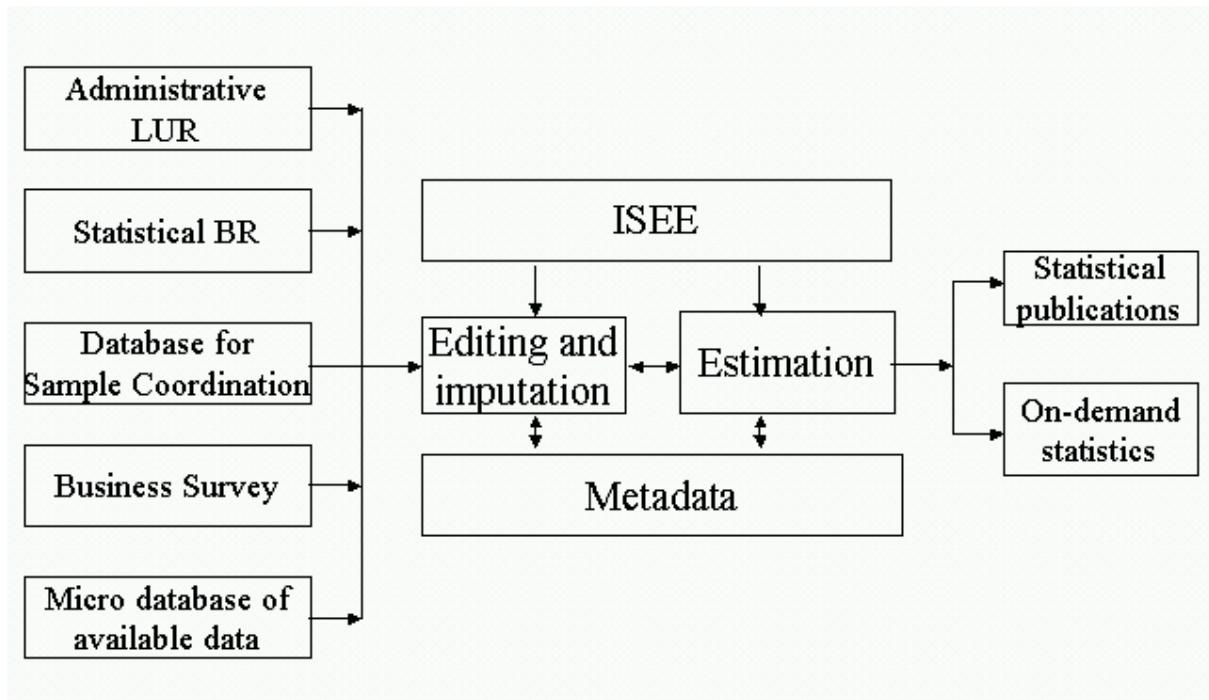 Administrative
LUR
Statistical BR
Database for
Sample Coordination
Business Survey
Micro database of
available data
ISEE
Editing and
imputation
Estimation
Metadata
Statistical
publications
On-demand
statistics